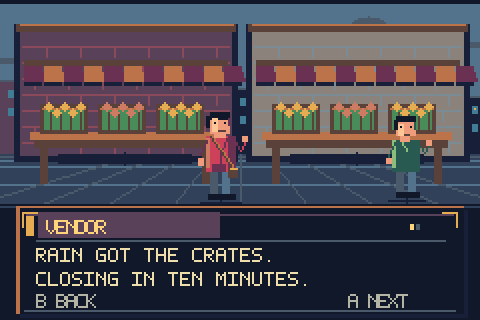 VENDOR
RAIN GOT THE CRATES.
CLOSING IN TEN MINUTES.
B BACK
A NEXT